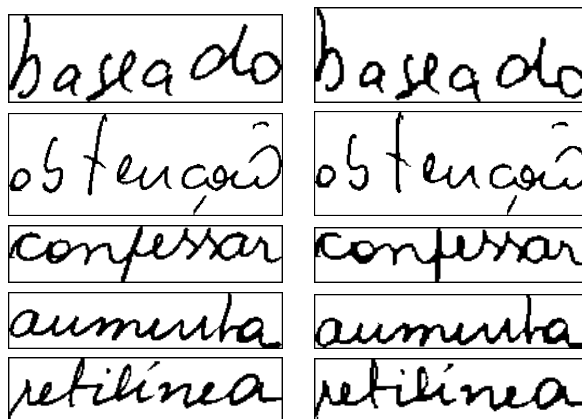 baseado baseado
obtenção obtenção
confessar confessar
aumenta aumenta
retilínea retilínea